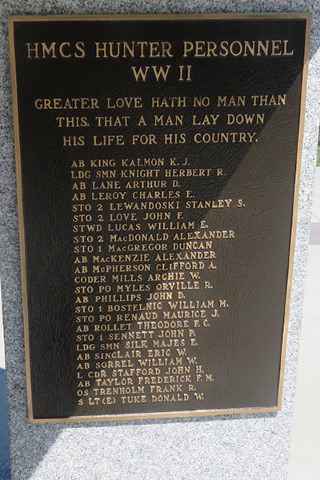 HMCS HUNTER PERSONNEL
WW II
GREATER LOVE HATH NO MAN THAN
THIS. THAT A MAN LAY DOWN
HIS LIFE FOR HIS COUNTRY.
AB KING KALMON K. J.
LDG SMN KNIGHT HERBERT R.
AB LANE ARTHUR D.
AB LEROY CHARLES E.
STO 2 LEWANDOSKI STANLEY S.
STO 2 LOVE JOHN F.
STWD LUCAS WILLIAM E.
STO 2 MACDONALD ALEXANDER
STO 1 MACGREGOR DUNCAN
AB MACKENZIE ALEXANDER
AB MCPHERSON CLIFFORD A.
CODER MILLS ARCHIE W.
STO PO MYLES ORVILLE R.
AB PHILLIPS JOHN D.
STO 1 BOSTELNIC WILLIAM M.
STO PO RENAUD MAURICE J.
AB ROLLET THEODORE F. C.
STO 1 SENNETT JOHN P.
LDG SMN SILK MAJES E.
AB SINCLAIR ERIC W.
AB SORREL WILLIAM W.
L CDR STAFFORD JOHN H.
AB TAYLOR FREDERICK P. M.
OS TRENHOLM FRANK R.
S LT(E) TUKE DONALD W.